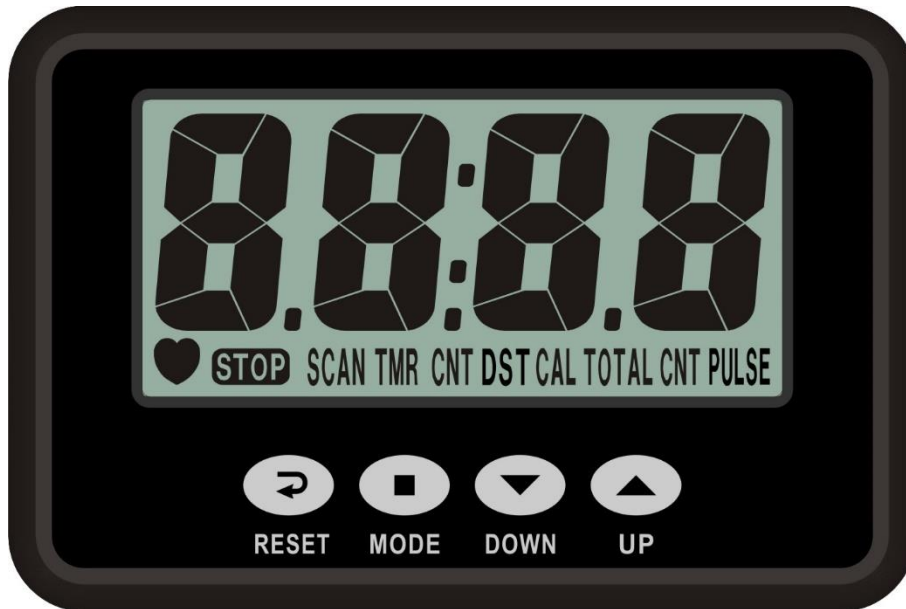 8.8:8.8
STOP SCAN TMR CNT DST CAL TOTAL CNT PULSE
RESET MODE DOWN UP